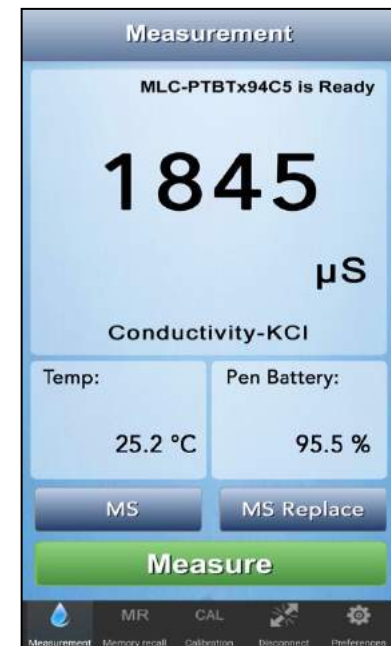 Measurement
MLC-PTBTx94C5 is Ready
1845
µS
Conductivity-KCl
Temp:
25.2 °C
Pen Battery:
95.5 %
MS
MS Replace
Measure
MR
CAL
Measurement
Memory recall
Calibration
Disconnect
Preferences